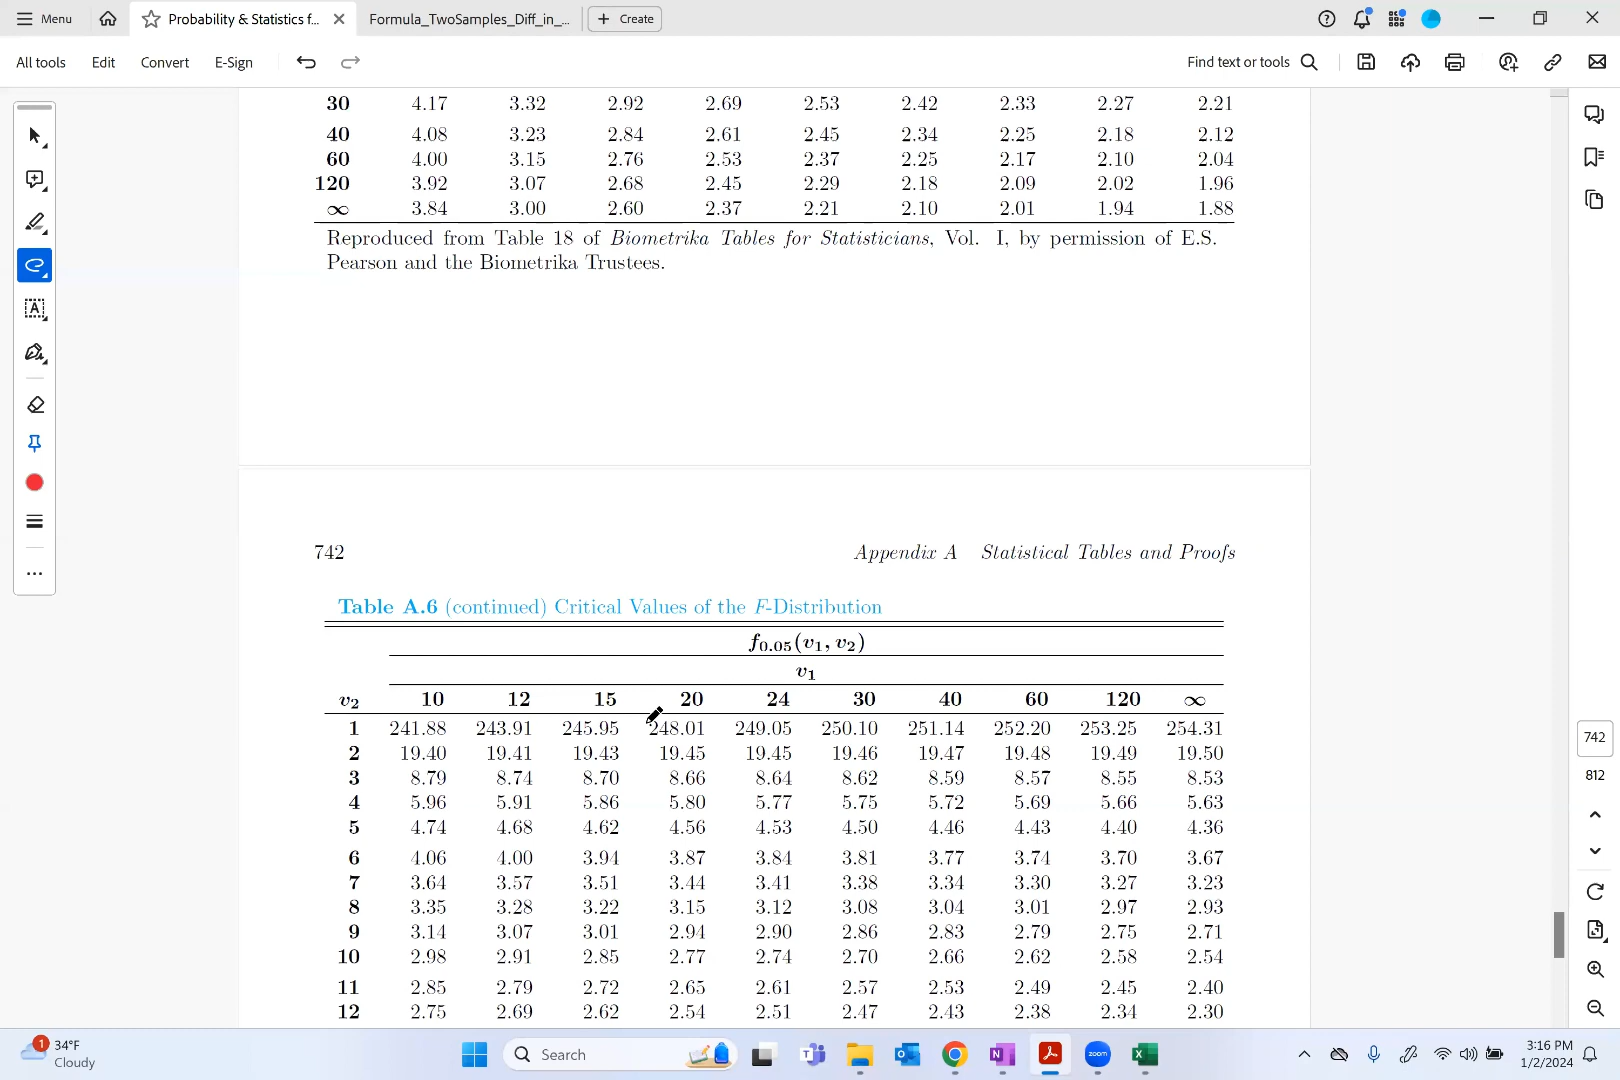 Menu
Probability & Statistics f...
Formula_TwoSamples_Diff_in_...
Create
All tools
Edit
Convert
E-Sign
Find text or tools
30 4.17 3.32 2.92 2.69 2.53 2.42 2.33 2.27 2.21
40 4.08 3.23 2.84 2.61 2.45 2.34 2.25 2.18 2.12
60 4.00 3.15 2.76 2.53 2.37 2.25 2.17 2.10 2.04
120 3.92 3.07 2.68 2.45 2.29 2.18 2.09 2.02 1.96
∞ 3.84 3.00 2.60 2.37 2.21 2.10 2.01 1.94 1.88
Reproduced from Table 18 of Biometrika Tables for Statisticians, Vol. I, by permission of E.S.
Pearson and the Biometrika Trustees.
742 Appendix A Statistical Tables and Proofs
Table A.6 (continued) Critical Values of the F-Distribution
f0.05(v1, v2)
v1
v2 10 12 15 20 24 30 40 60 120 ∞
1 241.88 243.91 245.95 248.01 249.05 250.10 251.14 252.20 253.25 254.31
2 19.40 19.41 19.43 19.45 19.45 19.46 19.47 19.48 19.49 19.50
3 8.79 8.74 8.70 8.66 8.64 8.62 8.59 8.57 8.55 8.53
4 5.96 5.91 5.86 5.80 5.77 5.75 5.72 5.69 5.66 5.63
5 4.74 4.68 4.62 4.56 4.53 4.50 4.46 4.43 4.40 4.36
6 4.06 4.00 3.94 3.87 3.84 3.81 3.77 3.74 3.70 3.67
7 3.64 3.57 3.51 3.44 3.41 3.38 3.34 3.30 3.27 3.23
8 3.35 3.28 3.22 3.15 3.12 3.08 3.04 3.01 2.97 2.93
9 3.14 3.07 3.01 2.94 2.90 2.86 2.83 2.79 2.75 2.71
10 2.98 2.91 2.85 2.77 2.74 2.70 2.66 2.62 2.58 2.54
11 2.85 2.79 2.72 2.65 2.61 2.57 2.53 2.49 2.45 2.40
12 2.75 2.69 2.62 2.54 2.51 2.47 2.43 2.38 2.34 2.30
742
812
1
34°F
Cloudy
Search
zoom
3:16 PM
1/2/2024